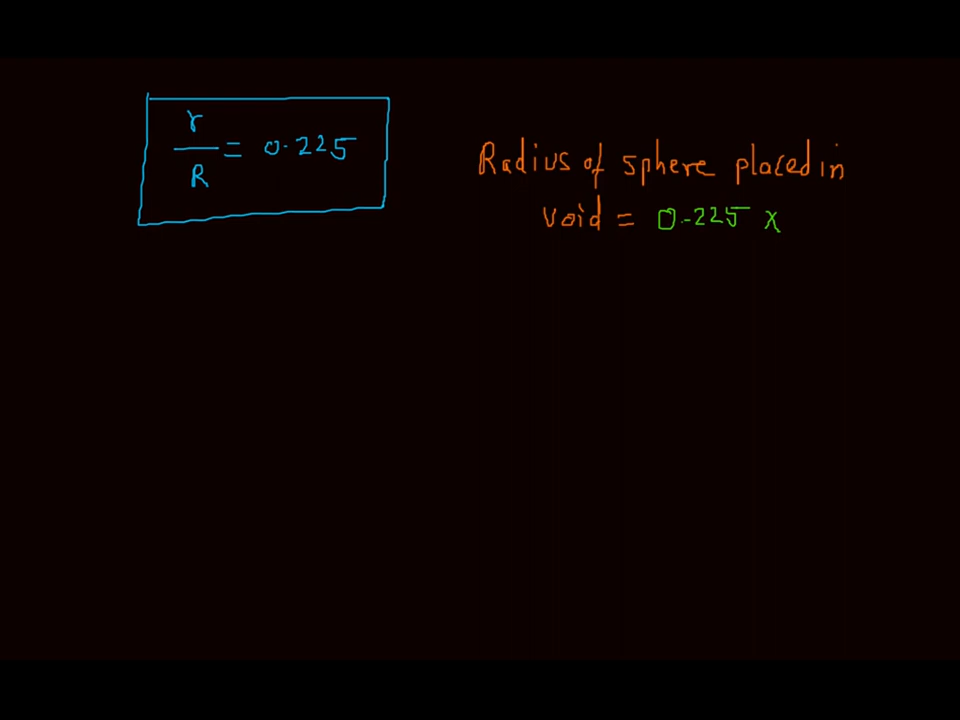 r
— = 0.225
R
Radius of sphere placed in
void = 0.225 x